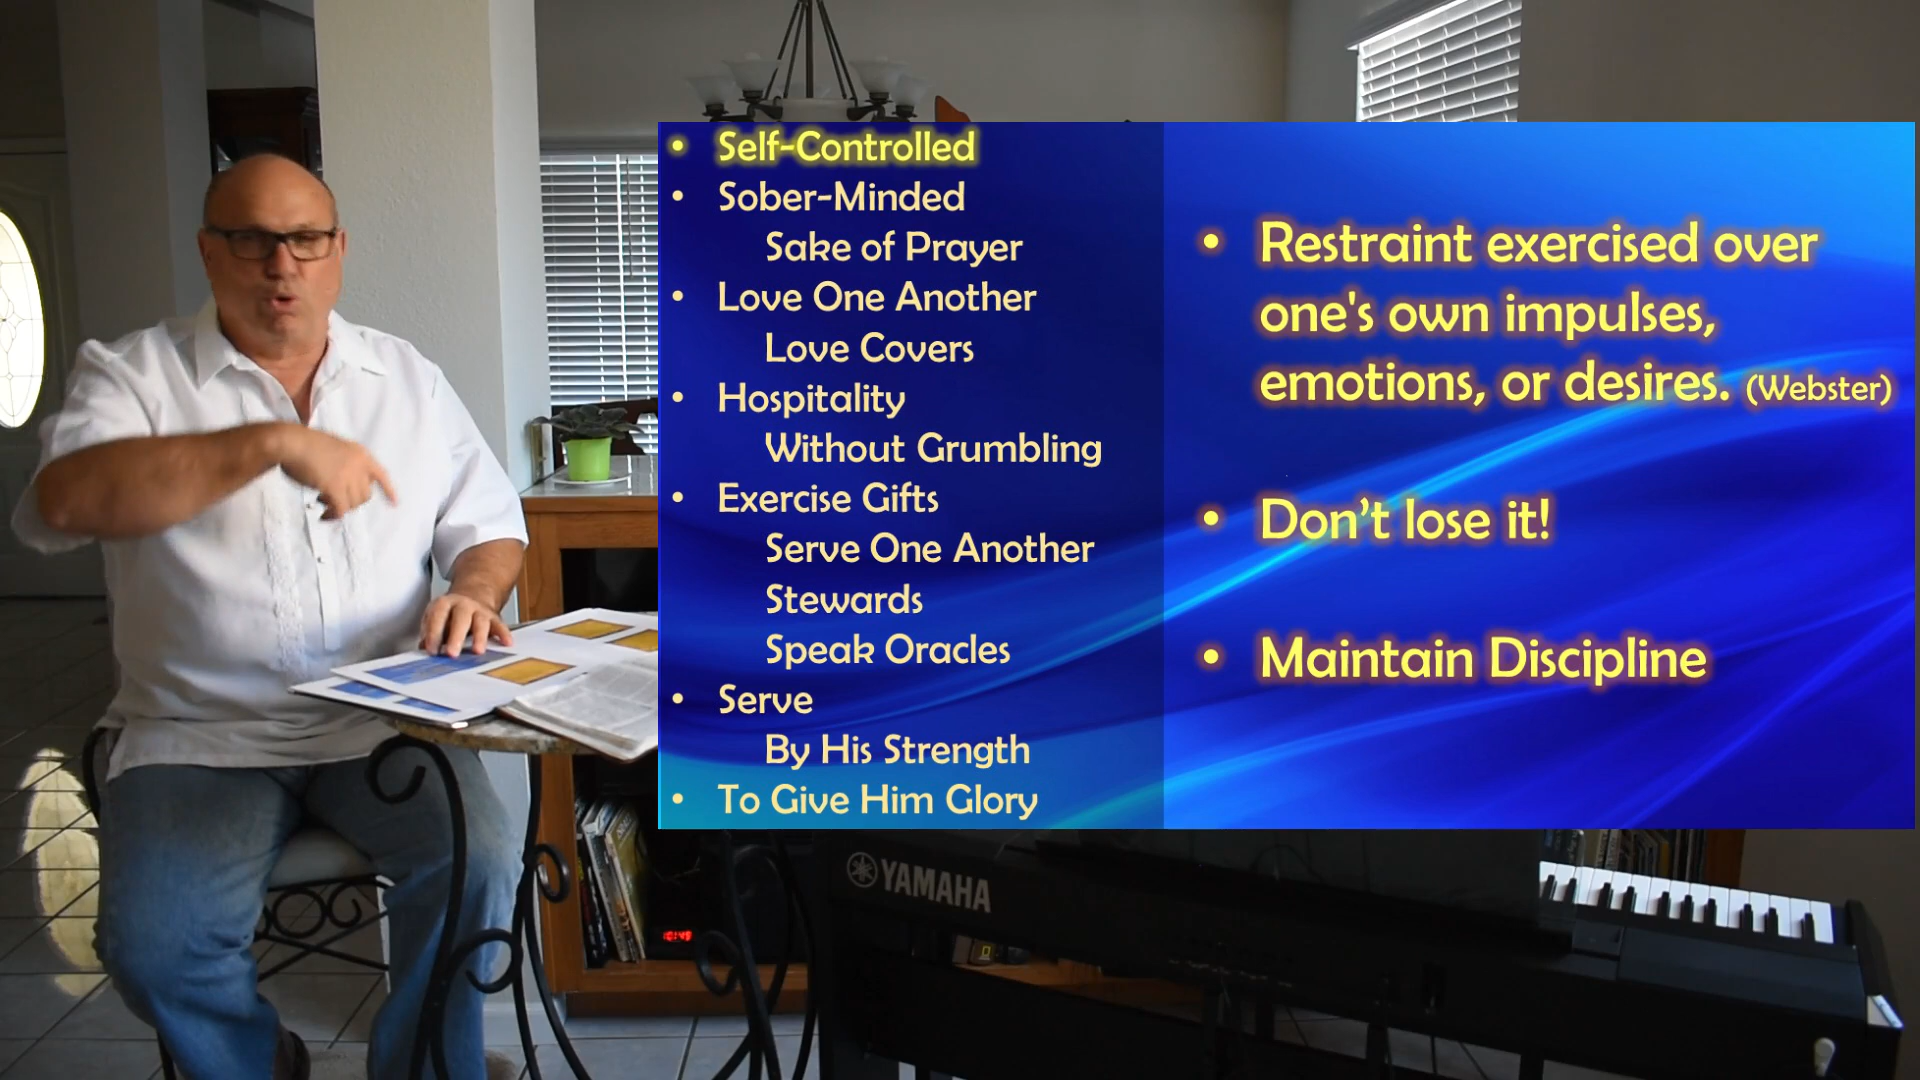 • Self-Controlled
• Sober-Minded
Sake of Prayer
• Love One Another
Love Covers
• Hospitality
Without Grumbling
• Exercise Gifts
Serve One Another
Stewards
Speak Oracles
• Serve
By His Strength
• To Give Him Glory
• Restraint exercised over
one's own impulses,
emotions, or desires. (Webster)
• Don’t lose it!
• Maintain Discipline
YAMAHA
10:49